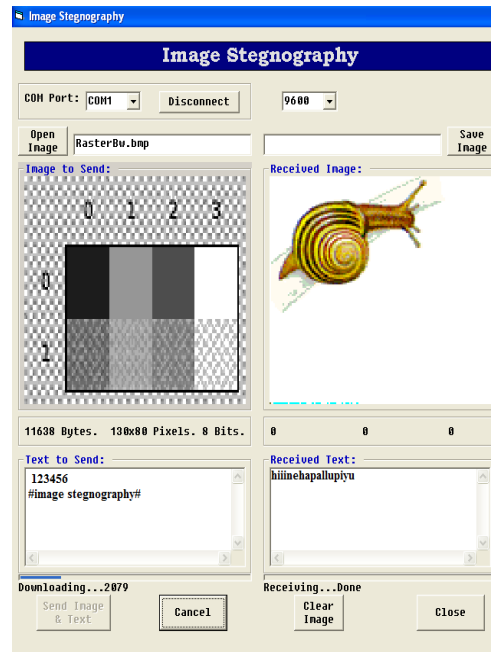 Image Stegnography
Image Stegnography
COM Port: COM1 Disconnect 9600
Open Image RasterBw.bmp Save Image
Image to Send: Received Image:
0 1 2 3
0
1
11638 Bytes. 130x80 Pixels. 8 Bits. 0 0 0
Text to Send: Received Text:
123456 hiiinehapallupiyu
#image stegnography#
Downloading...2079 Receiving...Done
Send Image & Text Cancel Clear Image Close